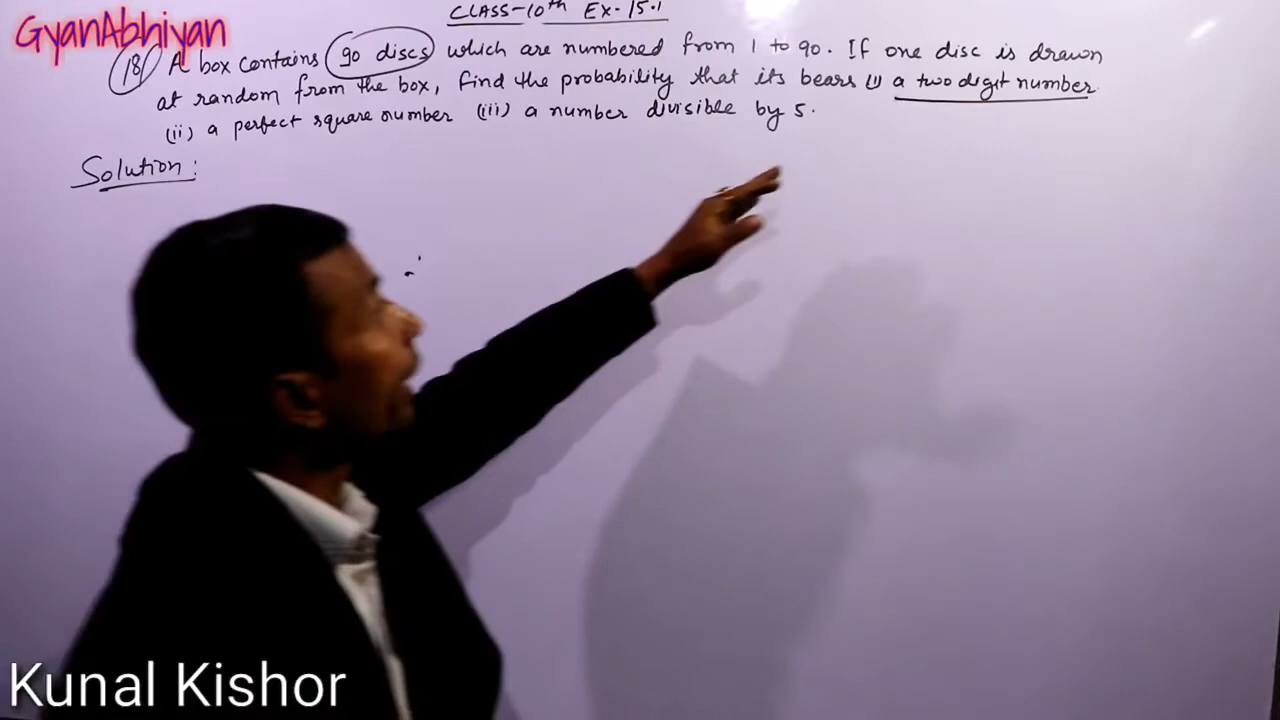 GyanAbhiyan
CLASS-10th EX-15.1
(18) A box contains 90 discs which are numbered from 1 to 90. If one disc is drawn
at random from the box, find the probability that its bears (i) a two digit number
(ii) a perfect square number (iii) a number divisible by 5.
Solution:
Kunal Kishor